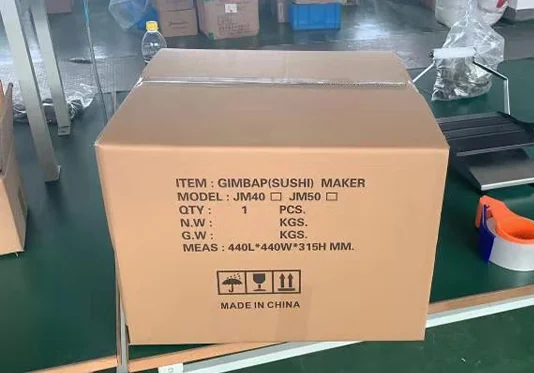 ITEM : GIMBAP(SUSHI) MAKER
MODEL : JM40 □ JM50 □
QTY : 1 PCS.
N.W : KGS.
G.W : KGS.
MEAS : 440L*440W*315H MM.
MADE IN CHINA